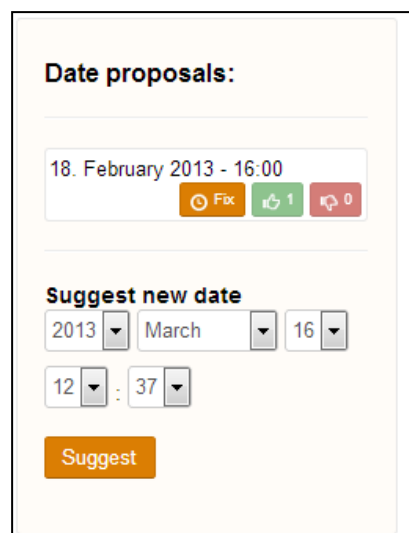 Date proposals:
18. February 2013 - 16:00
Fix 1 0
Suggest new date
2013 March 16
12 : 37
Suggest